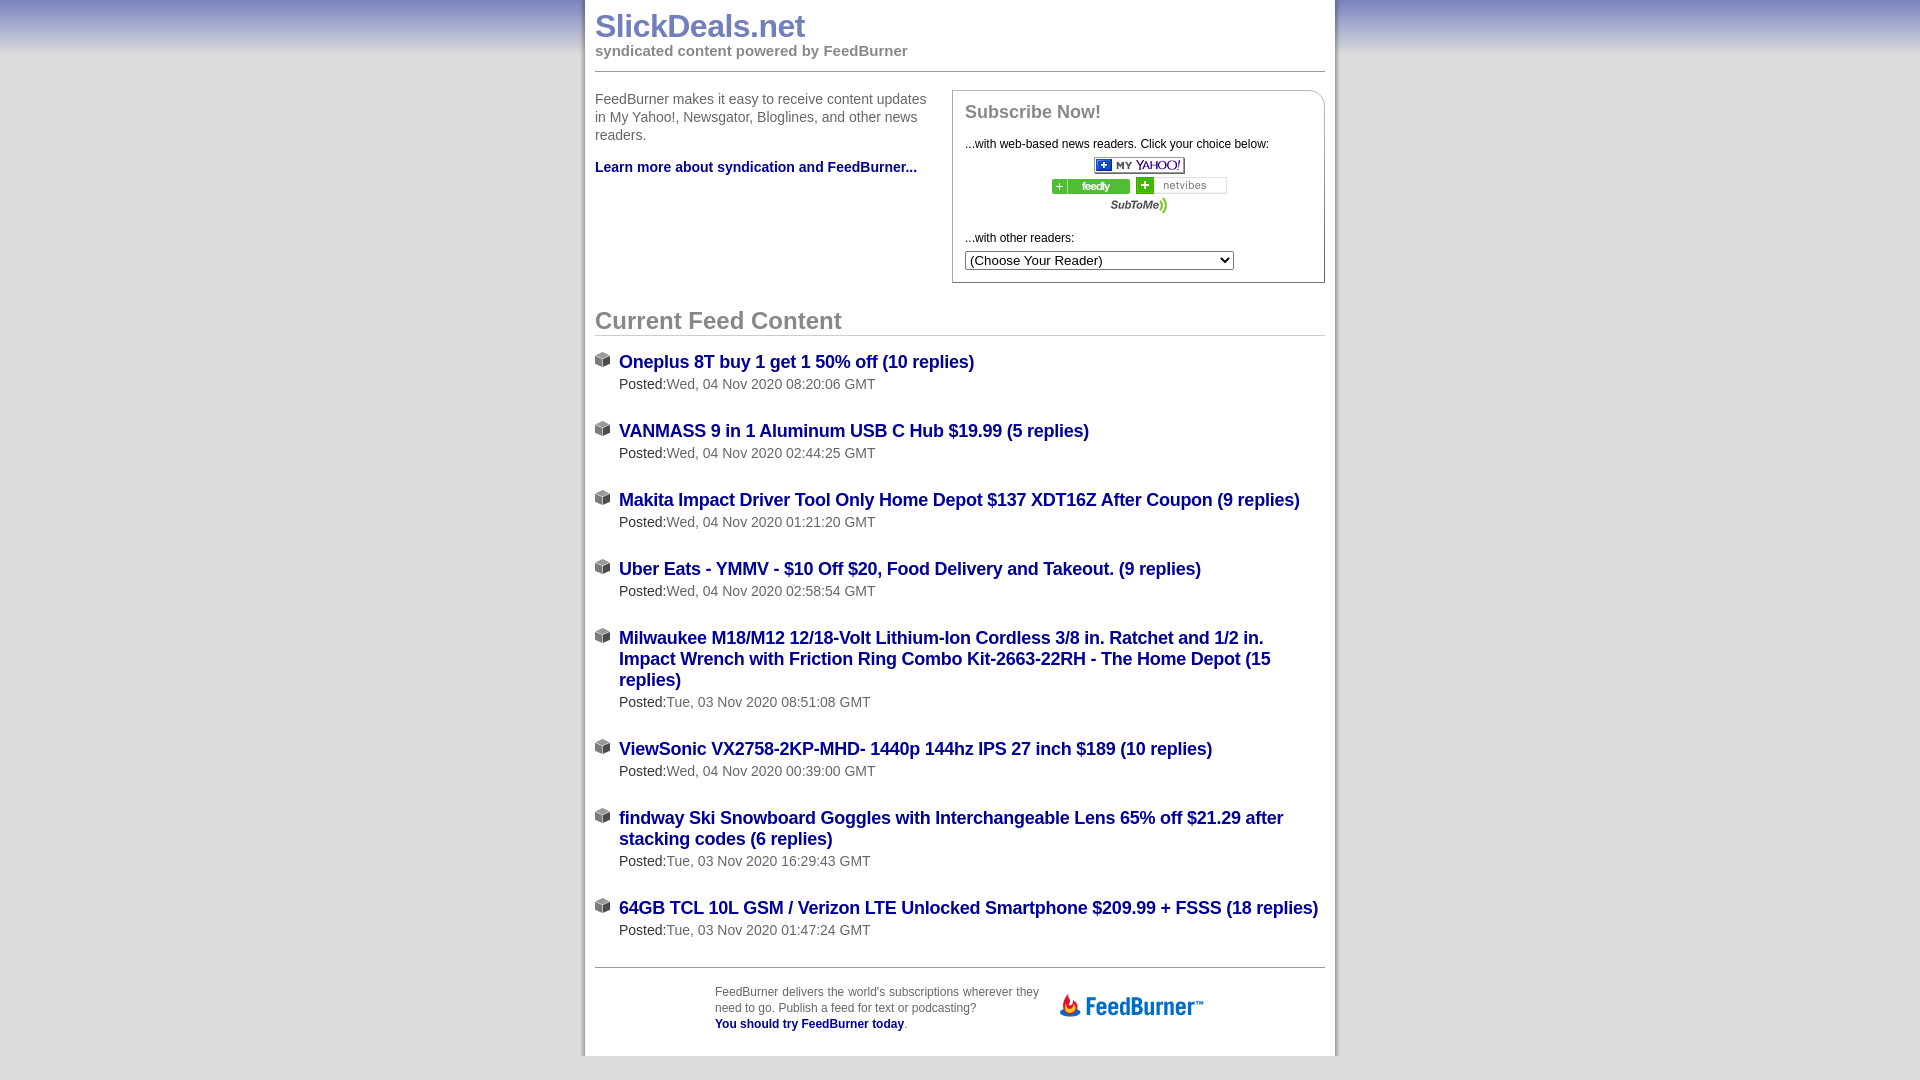 SlickDeals.net
syndicated content powered by FeedBurner
FeedBurner makes it easy to receive content updates
in My Yahoo!, Newsgator, Bloglines, and other news
readers.
Learn more about syndication and FeedBurner...
Subscribe Now!
...with web-based news readers. Click your choice below:
MY YAHOO!
feedly netvibes
SubToMe
...with other readers:
(Choose Your Reader)
Current Feed Content
Oneplus 8T buy 1 get 1 50% off (10 replies)
Posted:Wed, 04 Nov 2020 08:20:06 GMT
VANMASS 9 in 1 Aluminum USB C Hub $19.99 (5 replies)
Posted:Wed, 04 Nov 2020 02:44:25 GMT
Makita Impact Driver Tool Only Home Depot $137 XDT16Z After Coupon (9 replies)
Posted:Wed, 04 Nov 2020 01:21:20 GMT
Uber Eats - YMMV - $10 Off $20, Food Delivery and Takeout. (9 replies)
Posted:Wed, 04 Nov 2020 02:58:54 GMT
Milwaukee M18/M12 12/18-Volt Lithium-Ion Cordless 3/8 in. Ratchet and 1/2 in.
Impact Wrench with Friction Ring Combo Kit-2663-22RH - The Home Depot (15
replies)
Posted:Tue, 03 Nov 2020 08:51:08 GMT
ViewSonic VX2758-2KP-MHD- 1440p 144hz IPS 27 inch $189 (10 replies)
Posted:Wed, 04 Nov 2020 00:39:00 GMT
findway Ski Snowboard Goggles with Interchangeable Lens 65% off $21.29 after
stacking codes (6 replies)
Posted:Tue, 03 Nov 2020 16:29:43 GMT
64GB TCL 10L GSM / Verizon LTE Unlocked Smartphone $209.99 + FSSS (18 replies)
Posted:Tue, 03 Nov 2020 01:47:24 GMT
FeedBurner delivers the world's subscriptions wherever they
need to go. Publish a feed for text or podcasting?
You should try FeedBurner today.
FeedBurner™